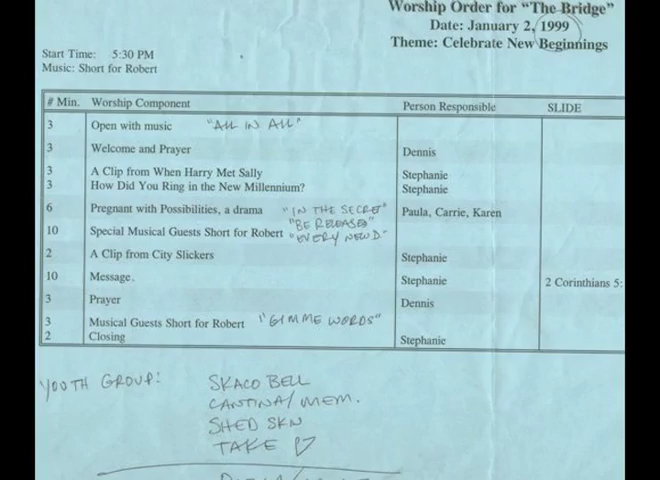 Worship Order for "The Bridge"
Date: January 2, 1999
Theme: Celebrate New Beginnings
Start Time: 5:30 PM
Music: Short for Robert
# Min. Worship Component Person Responsible SLIDE
3 Open with music "ALL IN ALL"
3 Welcome and Prayer Dennis
3 A Clip from When Harry Met Sally Stephanie
3 How Did You Ring in the New Millennium? Stephanie
6 Pregnant with Possibilities, a drama "IN THE SECRET" Paula, Carrie, Karen
"BE RELEASED"
10 Special Musical Guests Short for Robert "EVERY NEW D"
2 A Clip from City Slickers Stephanie
10 Message. Stephanie 2 Corinthians 5:
3 Prayer Dennis
3 Musical Guests Short for Robert "GIMME WORDS"
2 Closing Stephanie
YOUTH GROUP: SKACO BELL
CANTINA/MEM.
SHED SKN
TAKE